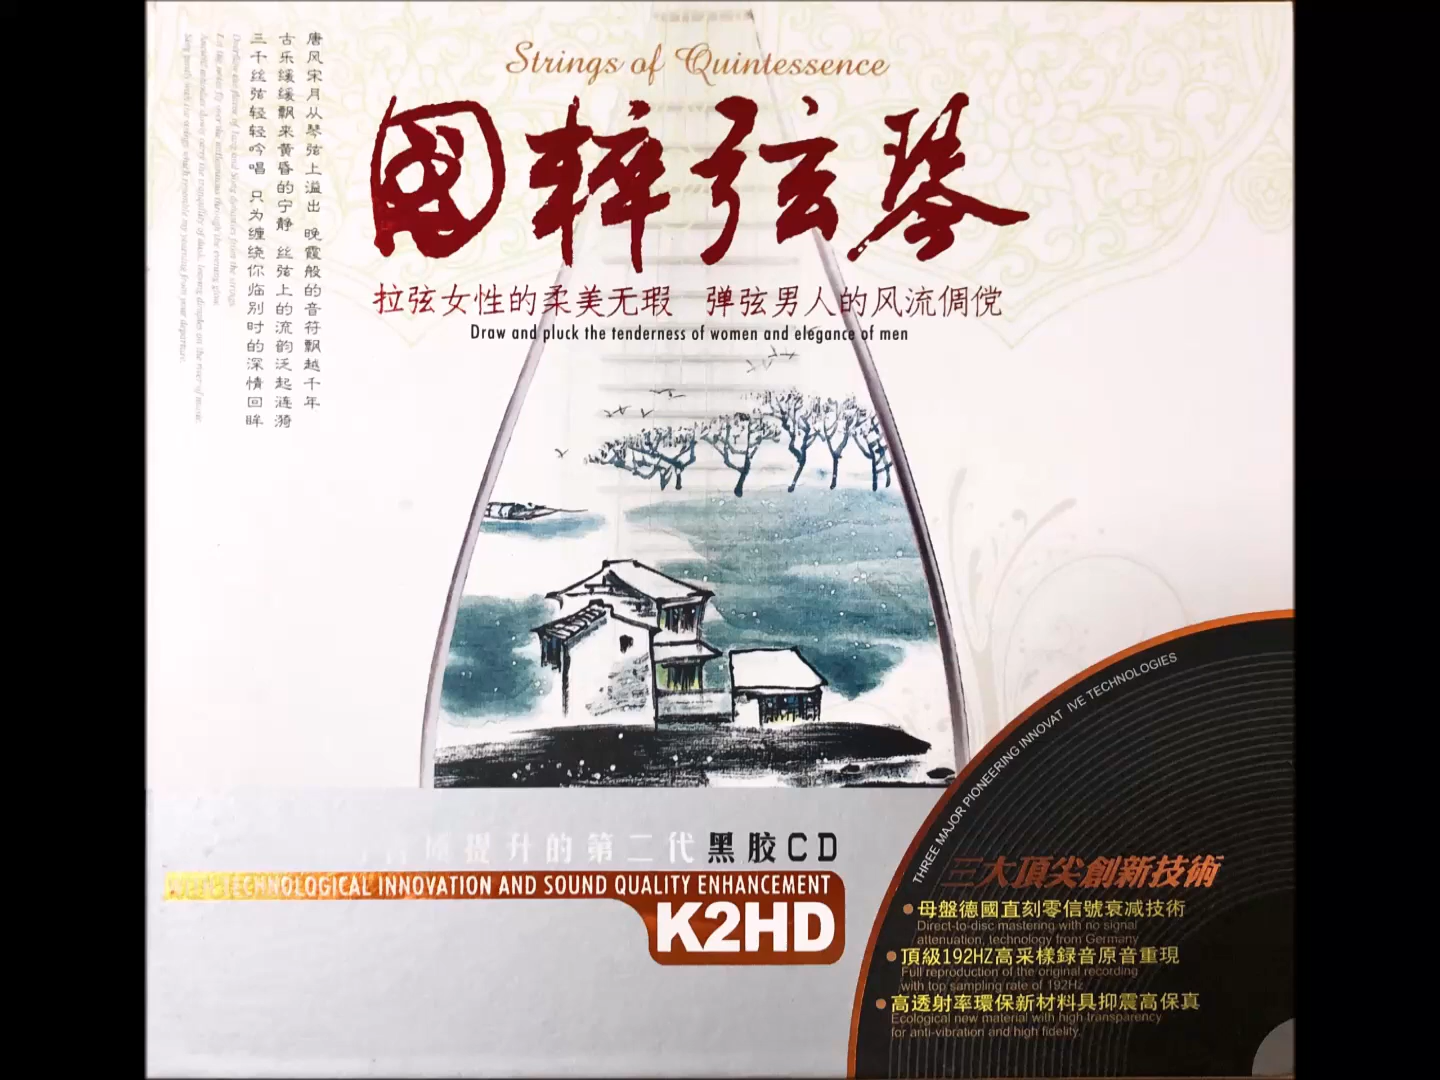 Strings of Quintessence
国粹弦琴
拉弦女性的柔美无瑕 弹弦男人的风流倜傥
Draw and pluck the tenderness of women and elegance of men
唐风宋月从琴弦上溢出 晚霞般的音符飘越千年
古乐缓缓飘来黄昏的宁静 丝弦上的流韵泛起涟漪
三千丝弦轻轻吟唱 只为缠绕你临别时的深情回眸
提升的第二代黑胶CD
TECHNOLOGICAL INNOVATION AND SOUND QUALITY ENHANCEMENT
K2HD
THREE MAJOR PIONEERING INNOVAT IVE TECHNOLOGIES
三大頂尖創新技術
母盤德國直刻零信號衰减技術
Direct-to-disc mastering with no signal
attenuation, technology from Germany
頂級192HZ高采樣録音原音重現
Full reproduction of the original recording
with top sampling rate of 192Hz
高透射率環保新材料具抑震高保真
Ecological new material with high transparency
for anti-vibration and high fidelity.